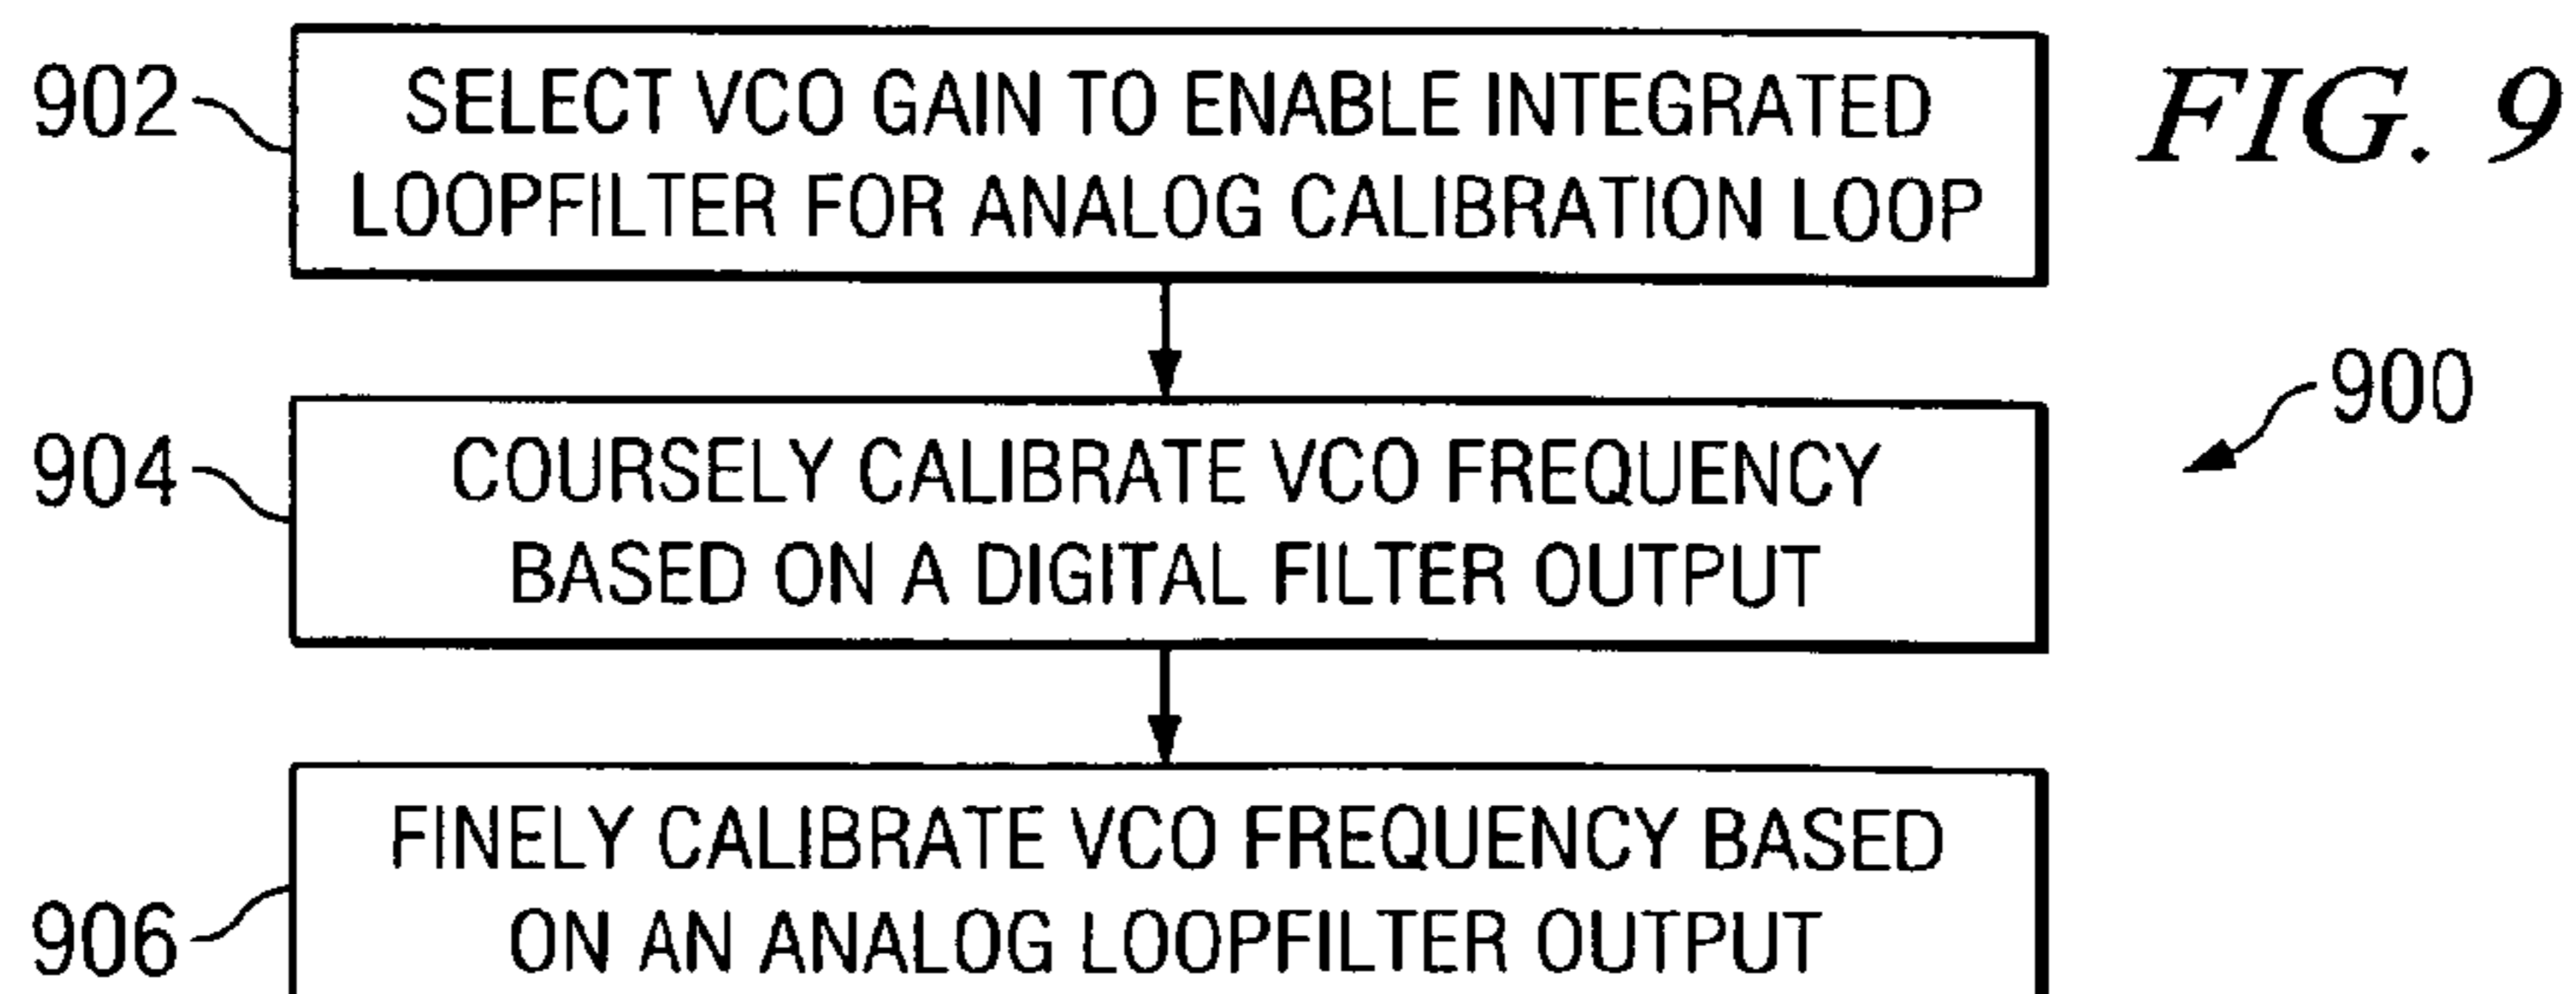 902
SELECT VCO GAIN TO ENABLE INTEGRATED
LOOPFILTER FOR ANALOG CALIBRATION LOOP
FIG. 9
900
904
COURSELY CALIBRATE VCO FREQUENCY
BASED ON A DIGITAL FILTER OUTPUT
906
FINELY CALIBRATE VCO FREQUENCY BASED
ON AN ANALOG LOOPFILTER OUTPUT